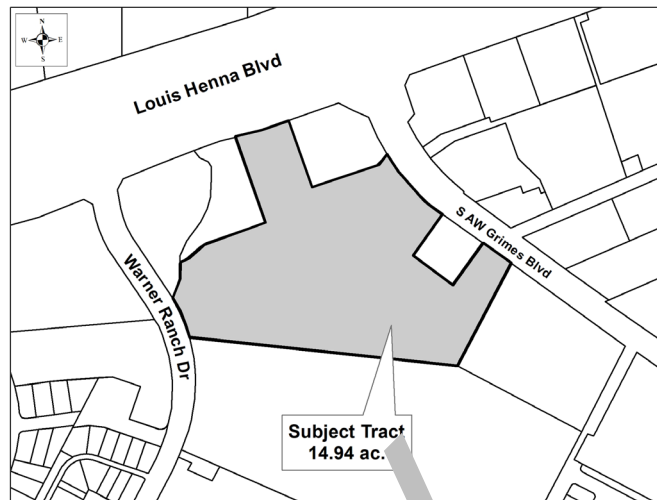 N
W E
S
Louis Henna Blvd
S AW Grimes Blvd
Warner Ranch Dr
Subject Tract
14.94 ac.